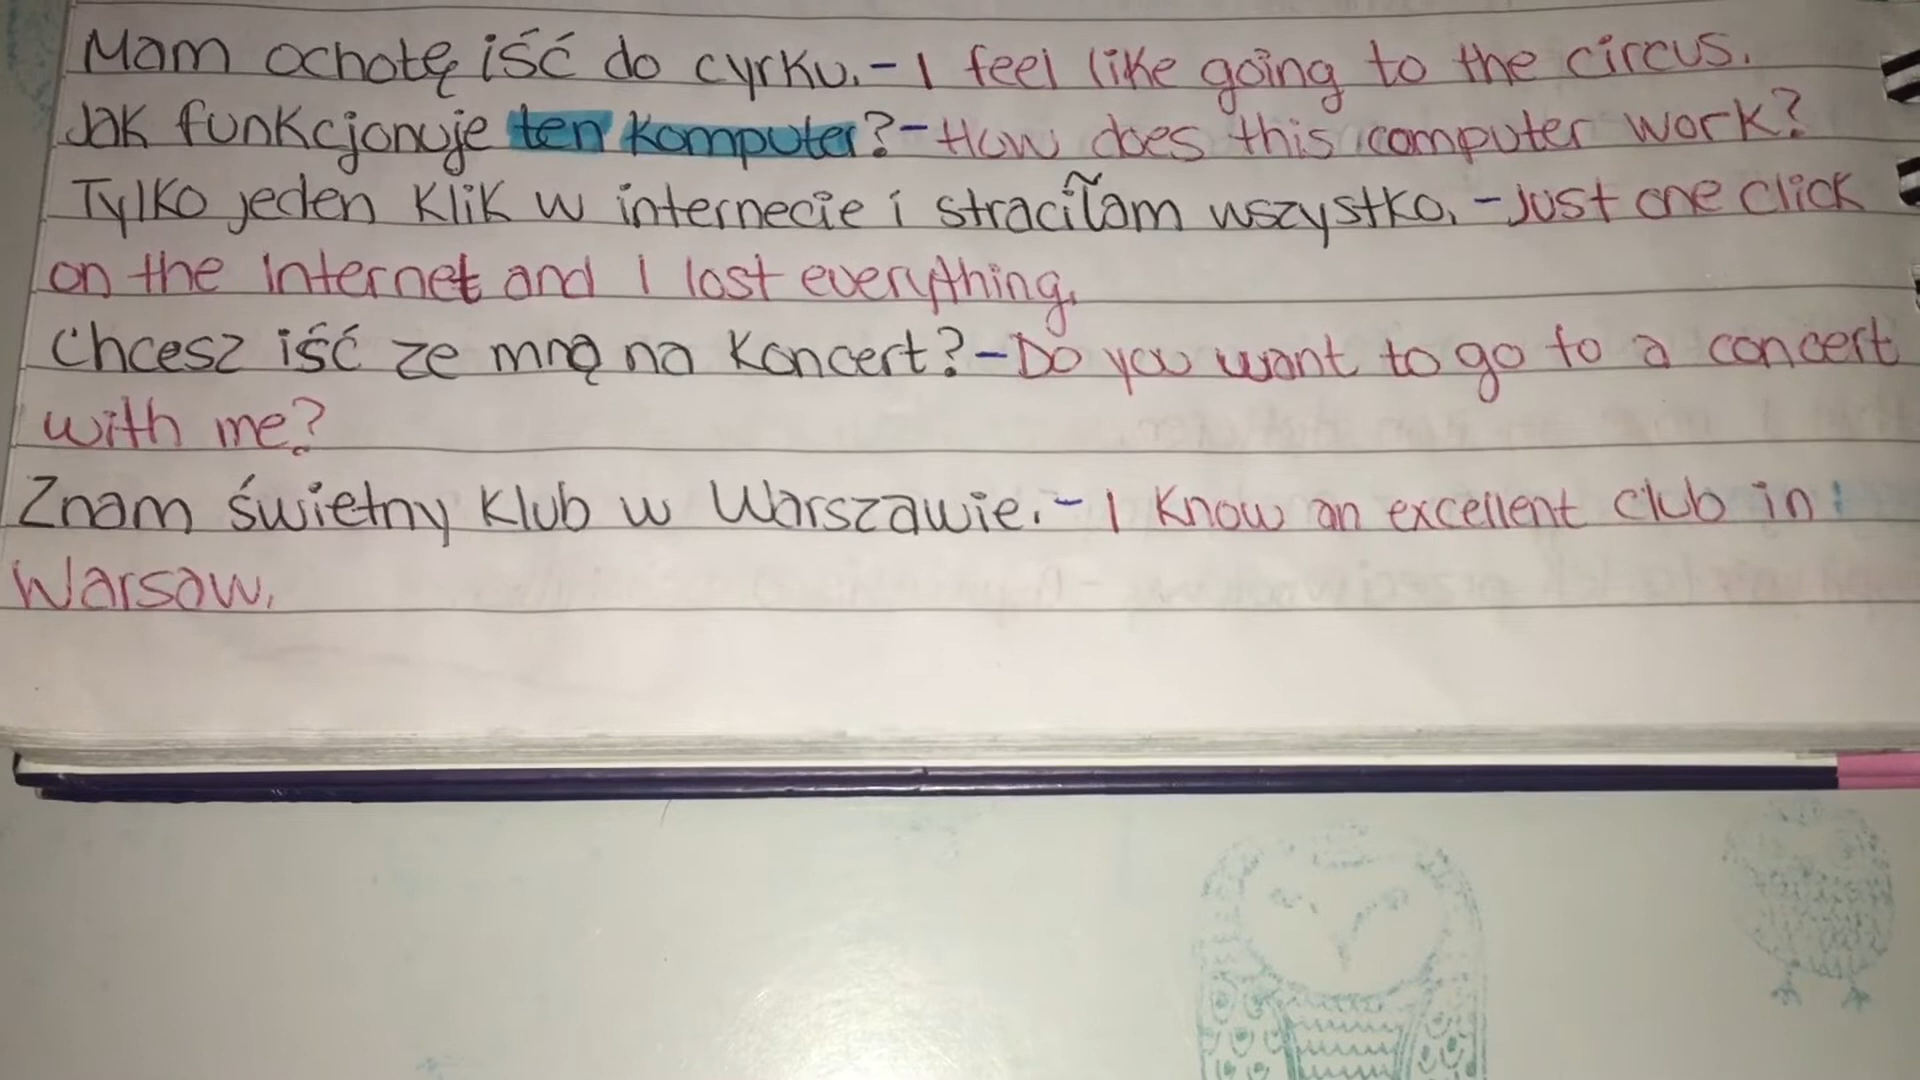 Mam ochotę iść do cyrku. - I feel like going to the circus.
Jak funkcjonuje ten komputer? - How does this computer work?
Tylko jeden klik w internecie i straciłam wszystko. - Just one click
on the Internet and I lost everything.
Chcesz iść ze mną na koncert? - Do you want to go to a concert
with me?
Znam świetny klub w Warszawie. - I know an excellent club in
Warsaw.